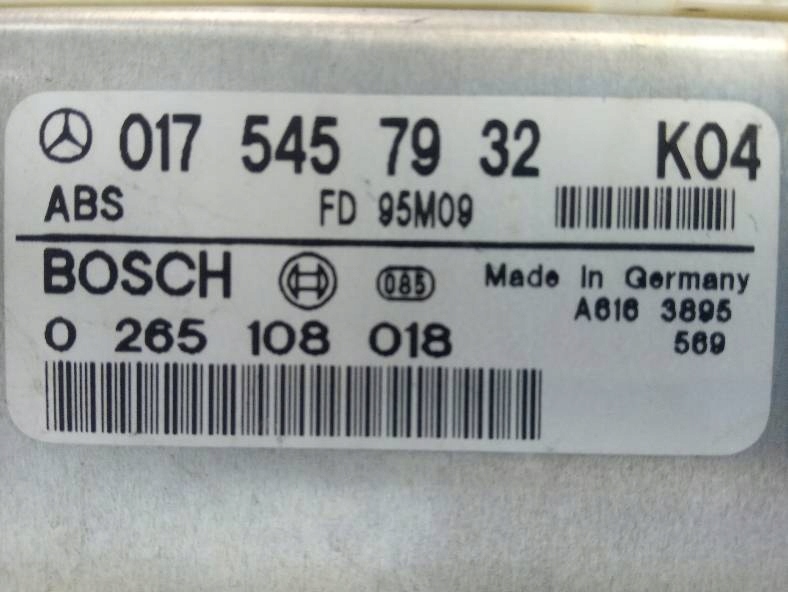 017 545 79 32 K04
ABS FD 95M09
BOSCH 085 Made In Germany
0 265 108 018 A616 3895
569